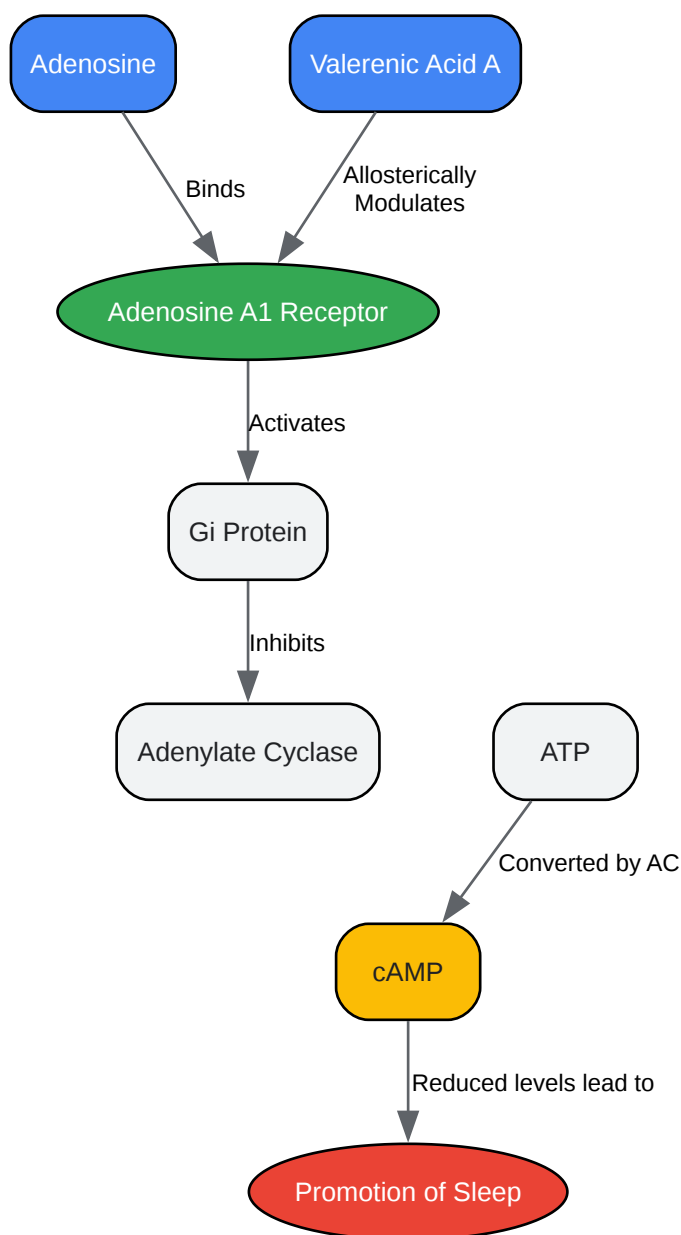 Adenosine
Valerenic Acid A
Binds
Allosterically
Modulates
Adenosine A1 Receptor
Activates
Gi Protein
Inhibits
Adenylate Cyclase
ATP
Converted by AC
cAMP
Reduced levels lead to
Promotion of Sleep